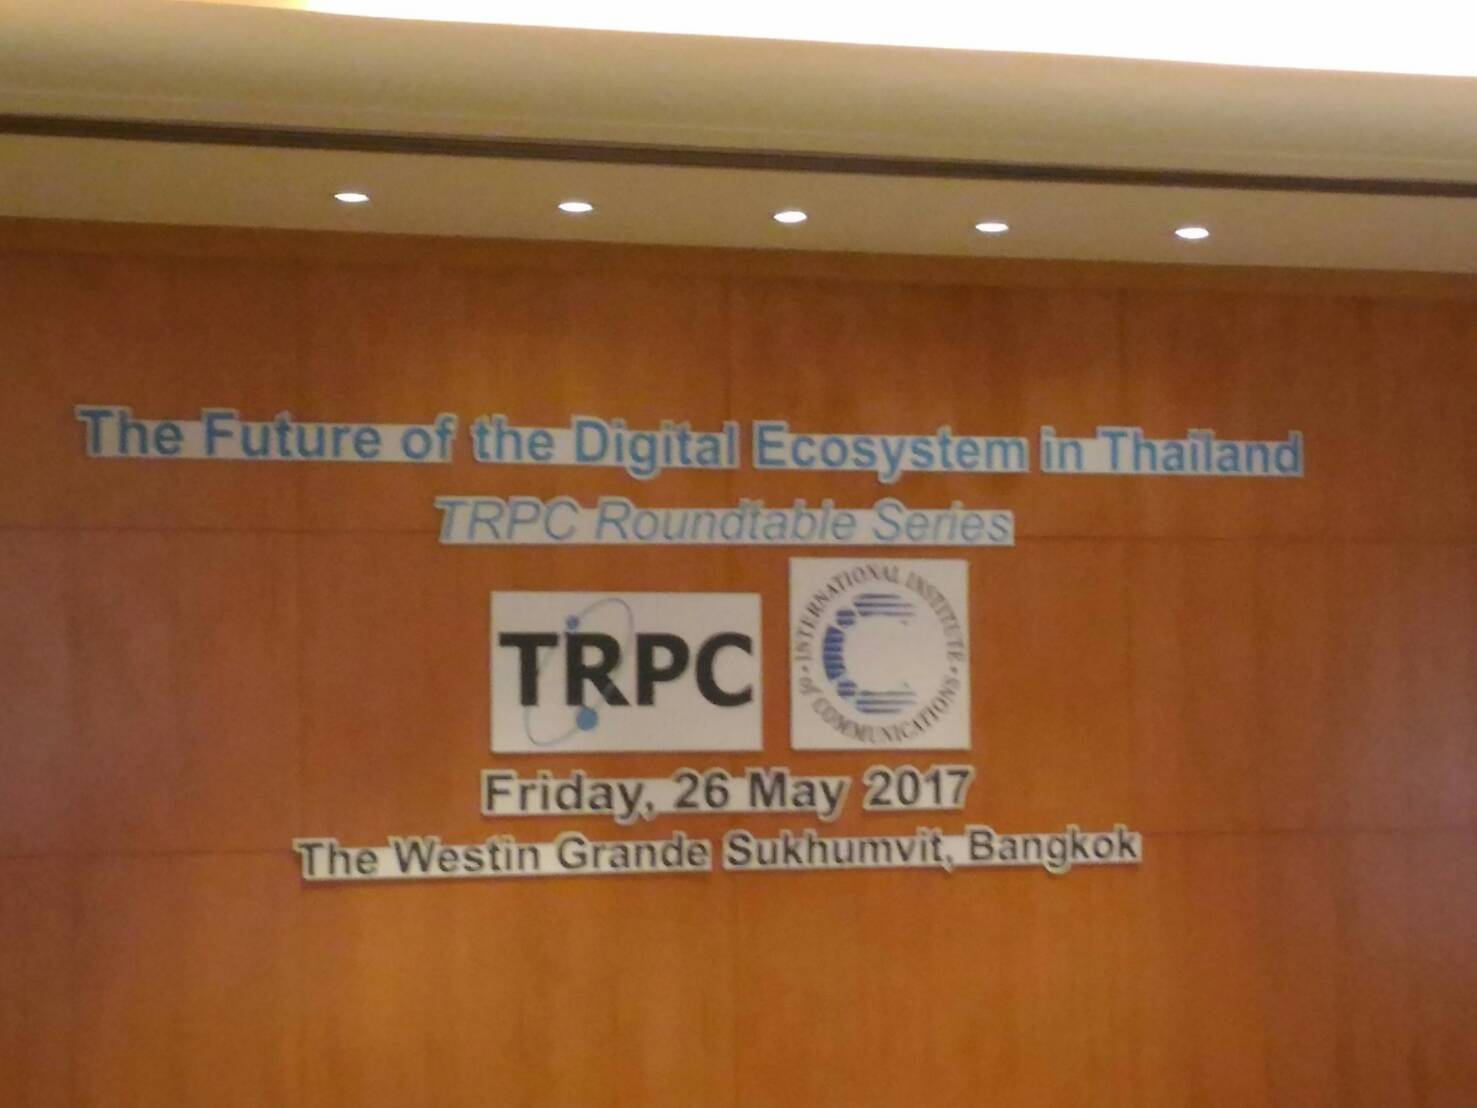 The Future of the Digital Ecosystem in Thailand
TRPC Roundtable Series
TRPC
INTERNATIONAL INSTITUTE
of COMMUNICATIONS
Friday, 26 May 2017
The Westin Grande Sukhumvit, Bangkok